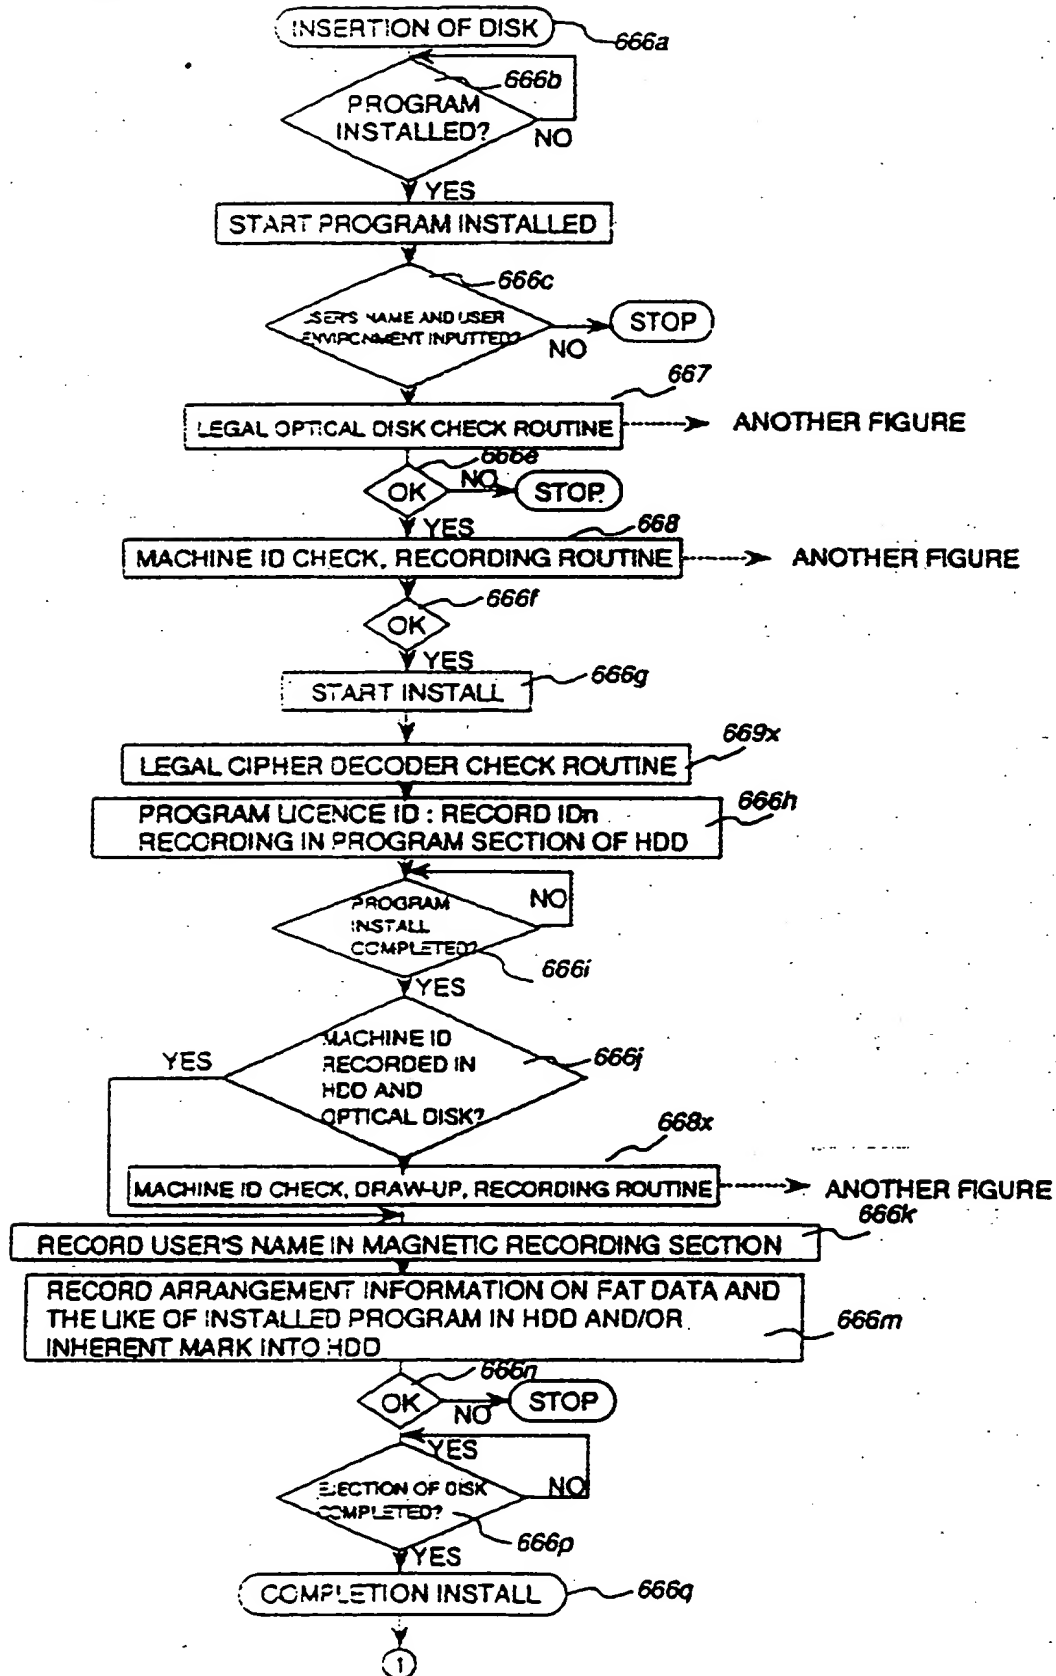 INSERTION OF DISK
666a
666b
PROGRAM
INSTALLED?
NO
YES
START PROGRAM INSTALLED
666c
USER'S NAME AND USER
ENVIRONMENT INPUTTED?
NO
STOP
667
LEGAL OPTICAL DISK CHECK ROUTINE
ANOTHER FIGURE
666e
OK
NO
STOP
YES
668
MACHINE ID CHECK, RECORDING ROUTINE
ANOTHER FIGURE
666f
OK
YES
START INSTALL
666g
669x
LEGAL CIPHER DECODER CHECK ROUTINE
PROGRAM LICENCE ID : RECORD IDn
RECORDING IN PROGRAM SECTION OF HDD
666h
PROGRAM
INSTALL
COMPLETED?
NO
666i
YES
MACHINE ID
RECORDED IN
HDD AND
OPTICAL DISK?
666j
YES
668x
MACHINE ID CHECK, DRAW-UP, RECORDING ROUTINE
ANOTHER FIGURE
666k
RECORD USER'S NAME IN MAGNETIC RECORDING SECTION
RECORD ARRANGEMENT INFORMATION ON FAT DATA AND
THE LIKE OF INSTALLED PROGRAM IN HDD AND/OR
INHERENT MARK INTO HDD
666m
666n
OK
NO
STOP
YES
EJECTION OF DISK
COMPLETED?
NO
666p
YES
COMPLETION INSTALL
666q
1